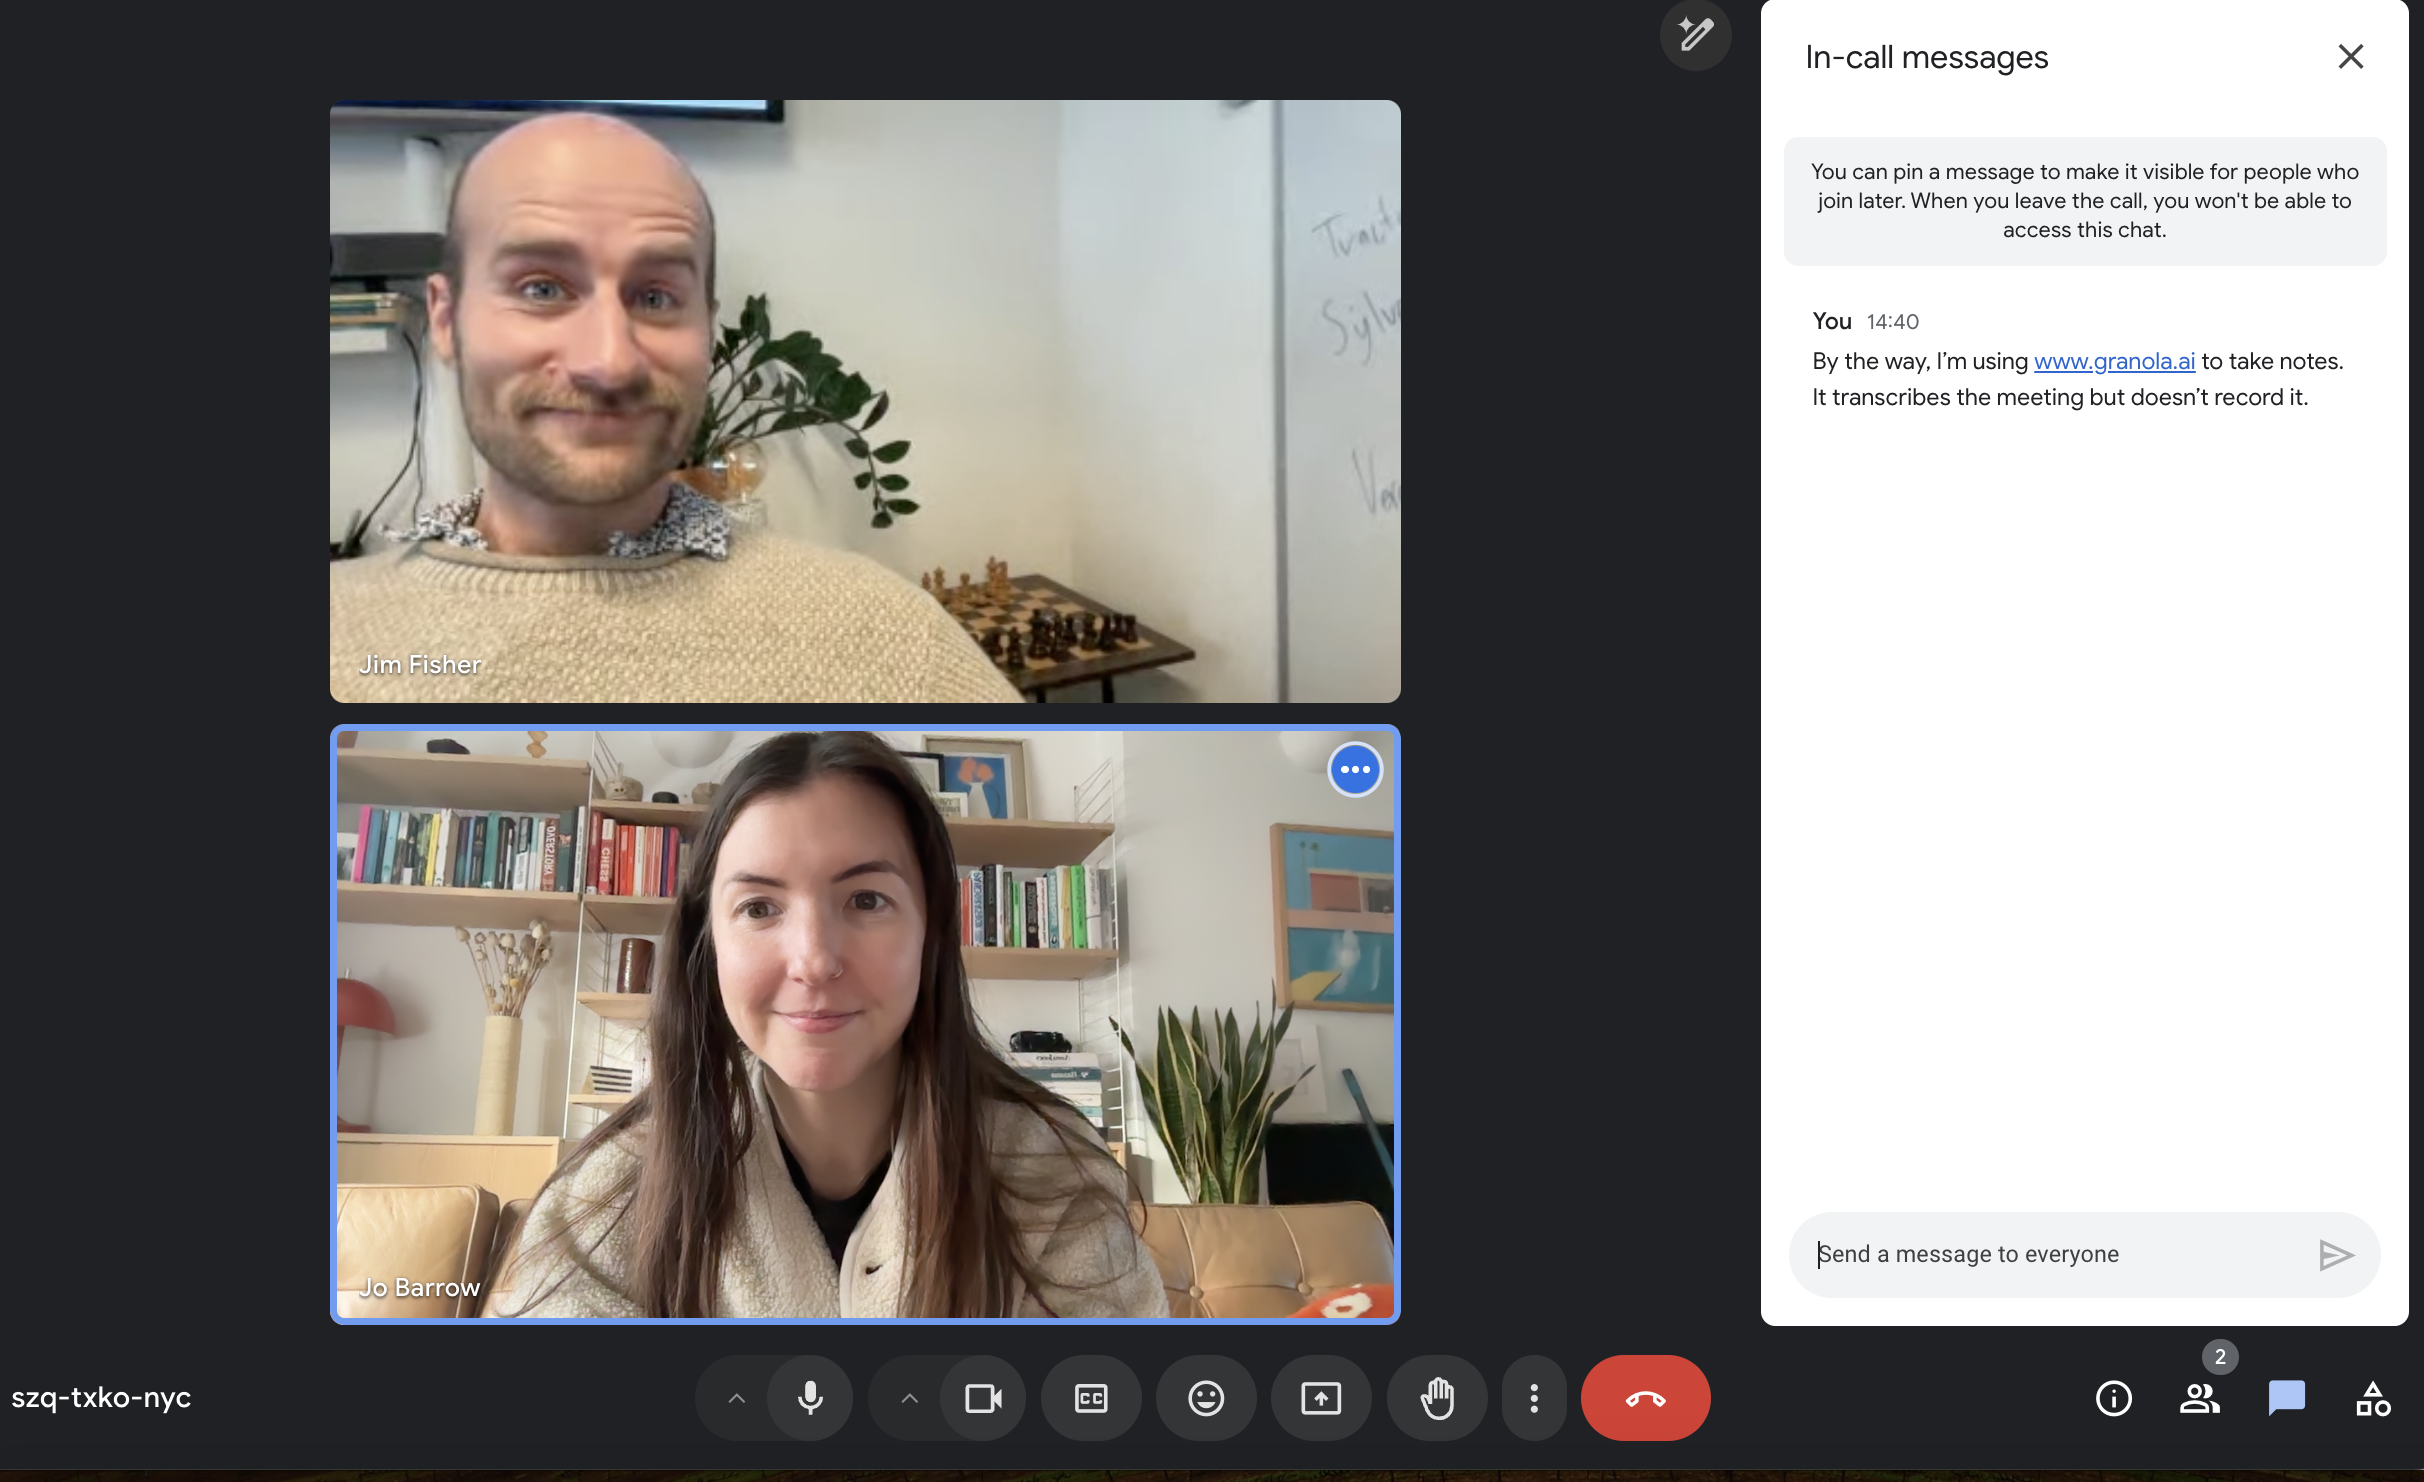 In-call messages
You can pin a message to make it visible for people who
join later. When you leave the call, you won't be able to
access this chat.
You 14:40
By the way, I’m using www.granola.ai to take notes.
It transcribes the meeting but doesn’t record it.
Send a message to everyone
Jim Fisher
OVERSTORY
CHESS
Jo Barrow
szq-txko-nyc
CC
2